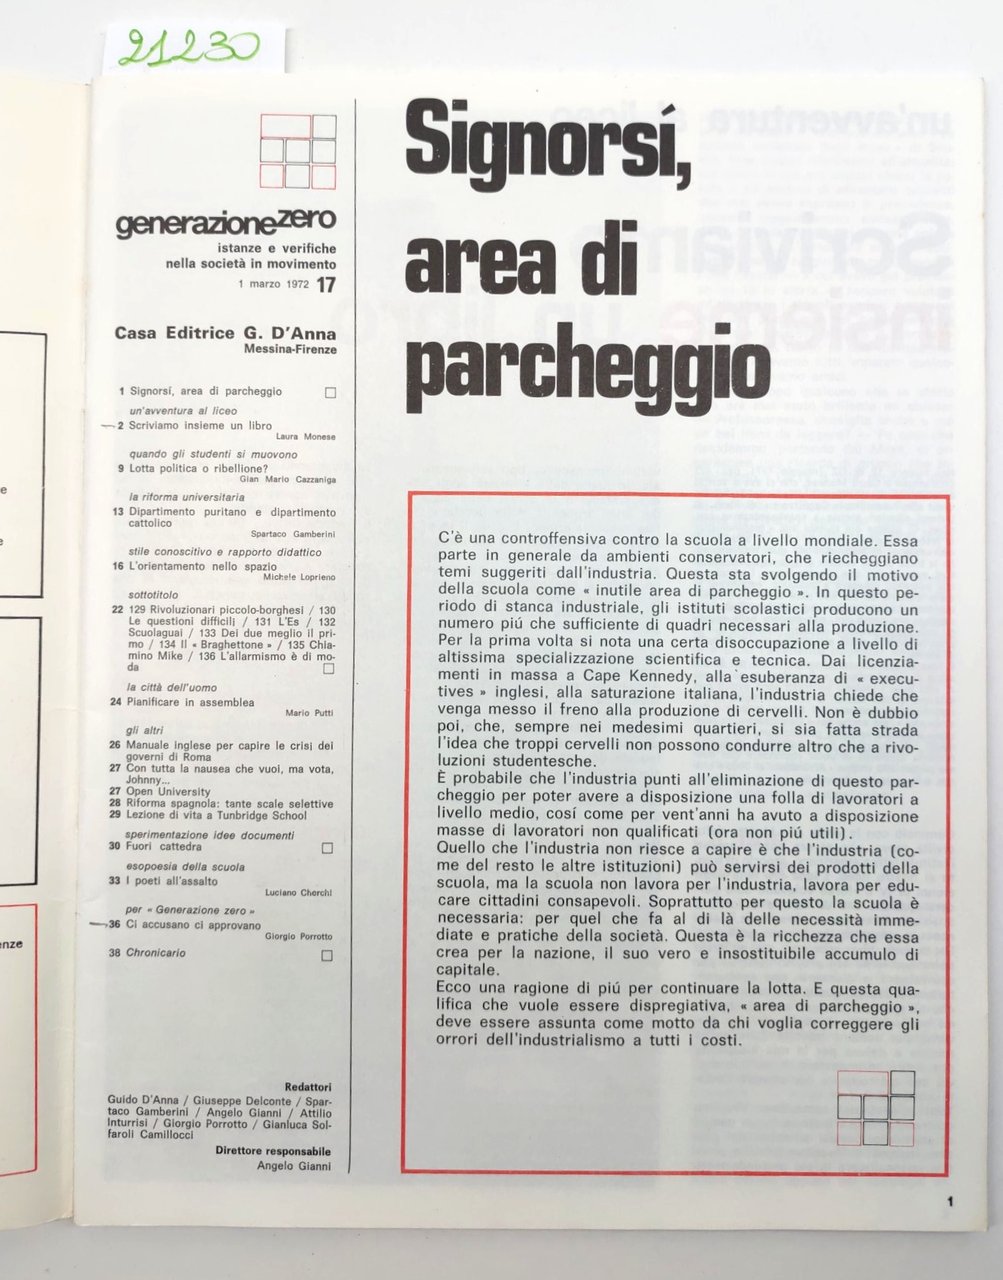 21230
generazionezero
istanze e verifiche
nella società in movimento
1 marzo 1972 17
Casa Editrice G. D'Anna
Messina-Firenze
1 Signorsí, area di parcheggio
un'avventura al liceo
2 Scriviamo insieme un libro
Laura Monese
quando gli studenti si muovono
9 Lotta politica o ribellione?
Gian Mario Cazzaniga
la riforma universitaria
13 Dipartimento puritano e dipartimento
cattolico
Spartaco Gamberini
stile conoscitivo e rapporto didattico
16 L'orientamento nello spazio
Michele Loprieno
sottotitolo
22 129 Rivoluzionari piccolo-borghesi / 130
Le questioni difficili / 131 L'Es / 132
Scuolaguai / 133 Dei due meglio il pri-
mo / 134 Il « Braghettone » / 135 Chia-
mino Mike / 136 L'allarmismo è di mo-
da
la città dell'uomo
24 Pianificare in assemblea
Mario Putti
gli altri
26 Manuale inglese per capire le crisi dei
governi di Roma
27 Con tutta la nausea che vuoi, ma vota,
Johnny...
27 Open University
28 Riforma spagnola: tante scale selettive
29 Lezione di vita a Tunbridge School
sperimentazione idee documenti
30 Fuori cattedra
esopoesia della scuola
33 I poeti all'assalto
Luciano Cherchi
per « Generazione zero »
36 Ci accusano ci approvano
Giorgio Porrotto
38 Chronicario
Redattori
Guido D'Anna / Giuseppe Delconte / Spar-
taco Gamberini / Angelo Gianni / Attilio
Inturrisi / Giorgio Porrotto / Gianluca Sol-
faroli Camillocci
Direttore responsabile
Angelo Gianni
Signorsí,
area di
parcheggio
C'è una controffensiva contro la scuola a livello mondiale. Essa
parte in generale da ambienti conservatori, che riecheggiano
temi suggeriti dall'industria. Questa sta svolgendo il motivo
della scuola come « inutile area di parcheggio ». In questo pe-
riodo di stanca industriale, gli istituti scolastici producono un
numero piú che sufficiente di quadri necessari alla produzione.
Per la prima volta si nota una certa disoccupazione a livello di
altissima specializzazione scientifica e tecnica. Dai licenzia-
menti in massa a Cape Kennedy, alla esuberanza di « execu-
tives » inglesi, alla saturazione italiana, l'industria chiede che
venga messo il freno alla produzione di cervelli. Non è dubbio
poi, che, sempre nei medesimi quartieri, si sia fatta strada
l'idea che troppi cervelli non possono condurre altro che a rivo-
luzioni studentesche.
È probabile che l'industria punti all'eliminazione di questo par-
cheggio per poter avere a disposizione una folla di lavoratori a
livello medio, cosí come per vent'anni ha avuto a disposizione
masse di lavoratori non qualificati (ora non piú utili).
Quello che l'industria non riesce a capire è che l'industria (co-
me del resto le altre istituzioni) può servirsi dei prodotti della
scuola, ma la scuola non lavora per l'industria, lavora per edu-
care cittadini consapevoli. Soprattutto per questo la scuola è
necessaria: per quel che fa al di là delle necessità imme-
diate e pratiche della società. Questa è la ricchezza che essa
crea per la nazione, il suo vero e insostituibile accumulo di
capitale.
Ecco una ragione di piú per continuare la lotta. E questa qua-
lifica che vuole essere dispregiativa, « area di parcheggio »,
deve essere assunta come motto da chi voglia correggere gli
orrori dell'industrialismo a tutti i costi.
1